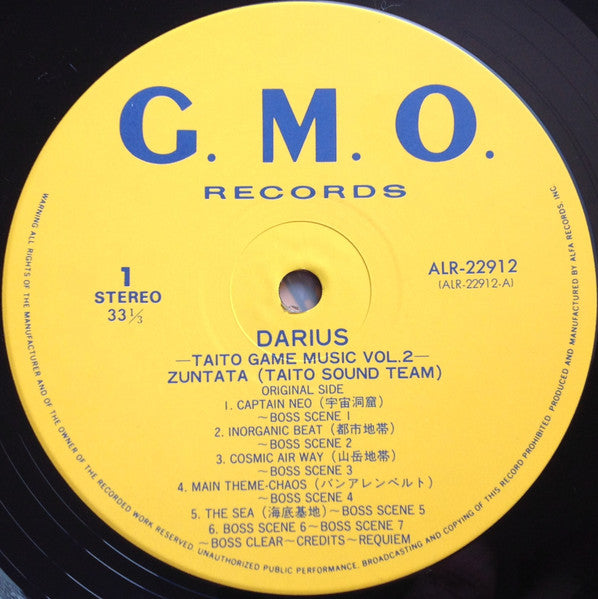 G. M. O.
RECORDS
1
STEREO
33 1/3
ALR-22912
(ALR-22912-A)
DARIUS
—TAITO GAME MUSIC VOL.2—
ZUNTATA (TAITO SOUND TEAM)
ORIGINAL SIDE
1. CAPTAIN NEO (宇宙洞窟)
~BOSS SCENE 1
2. INORGANIC BEAT (都市地帯)
~BOSS SCENE 2
3. COSMIC AIR WAY (山岳地帯)
~BOSS SCENE 3
4. MAIN THEME-CHAOS (バンアレンベルト)
~BOSS SCENE 4
5. THE SEA (海底基地)~BOSS SCENE 5
6. BOSS SCENE 6~BOSS SCENE 7
~BOSS CLEAR~CREDITS~REQUIEM
WARNING: ALL RIGHTS OF THE MANUFACTURER AND OF THE OWNER OF THE RECORDED WORK RESERVED. UNAUTHORIZED PUBLIC PERFORMANCE, BROADCASTING AND COPYING OF THIS RECORD PROHIBITED. MANUFACTURED BY ALFA RECORDS, INC.